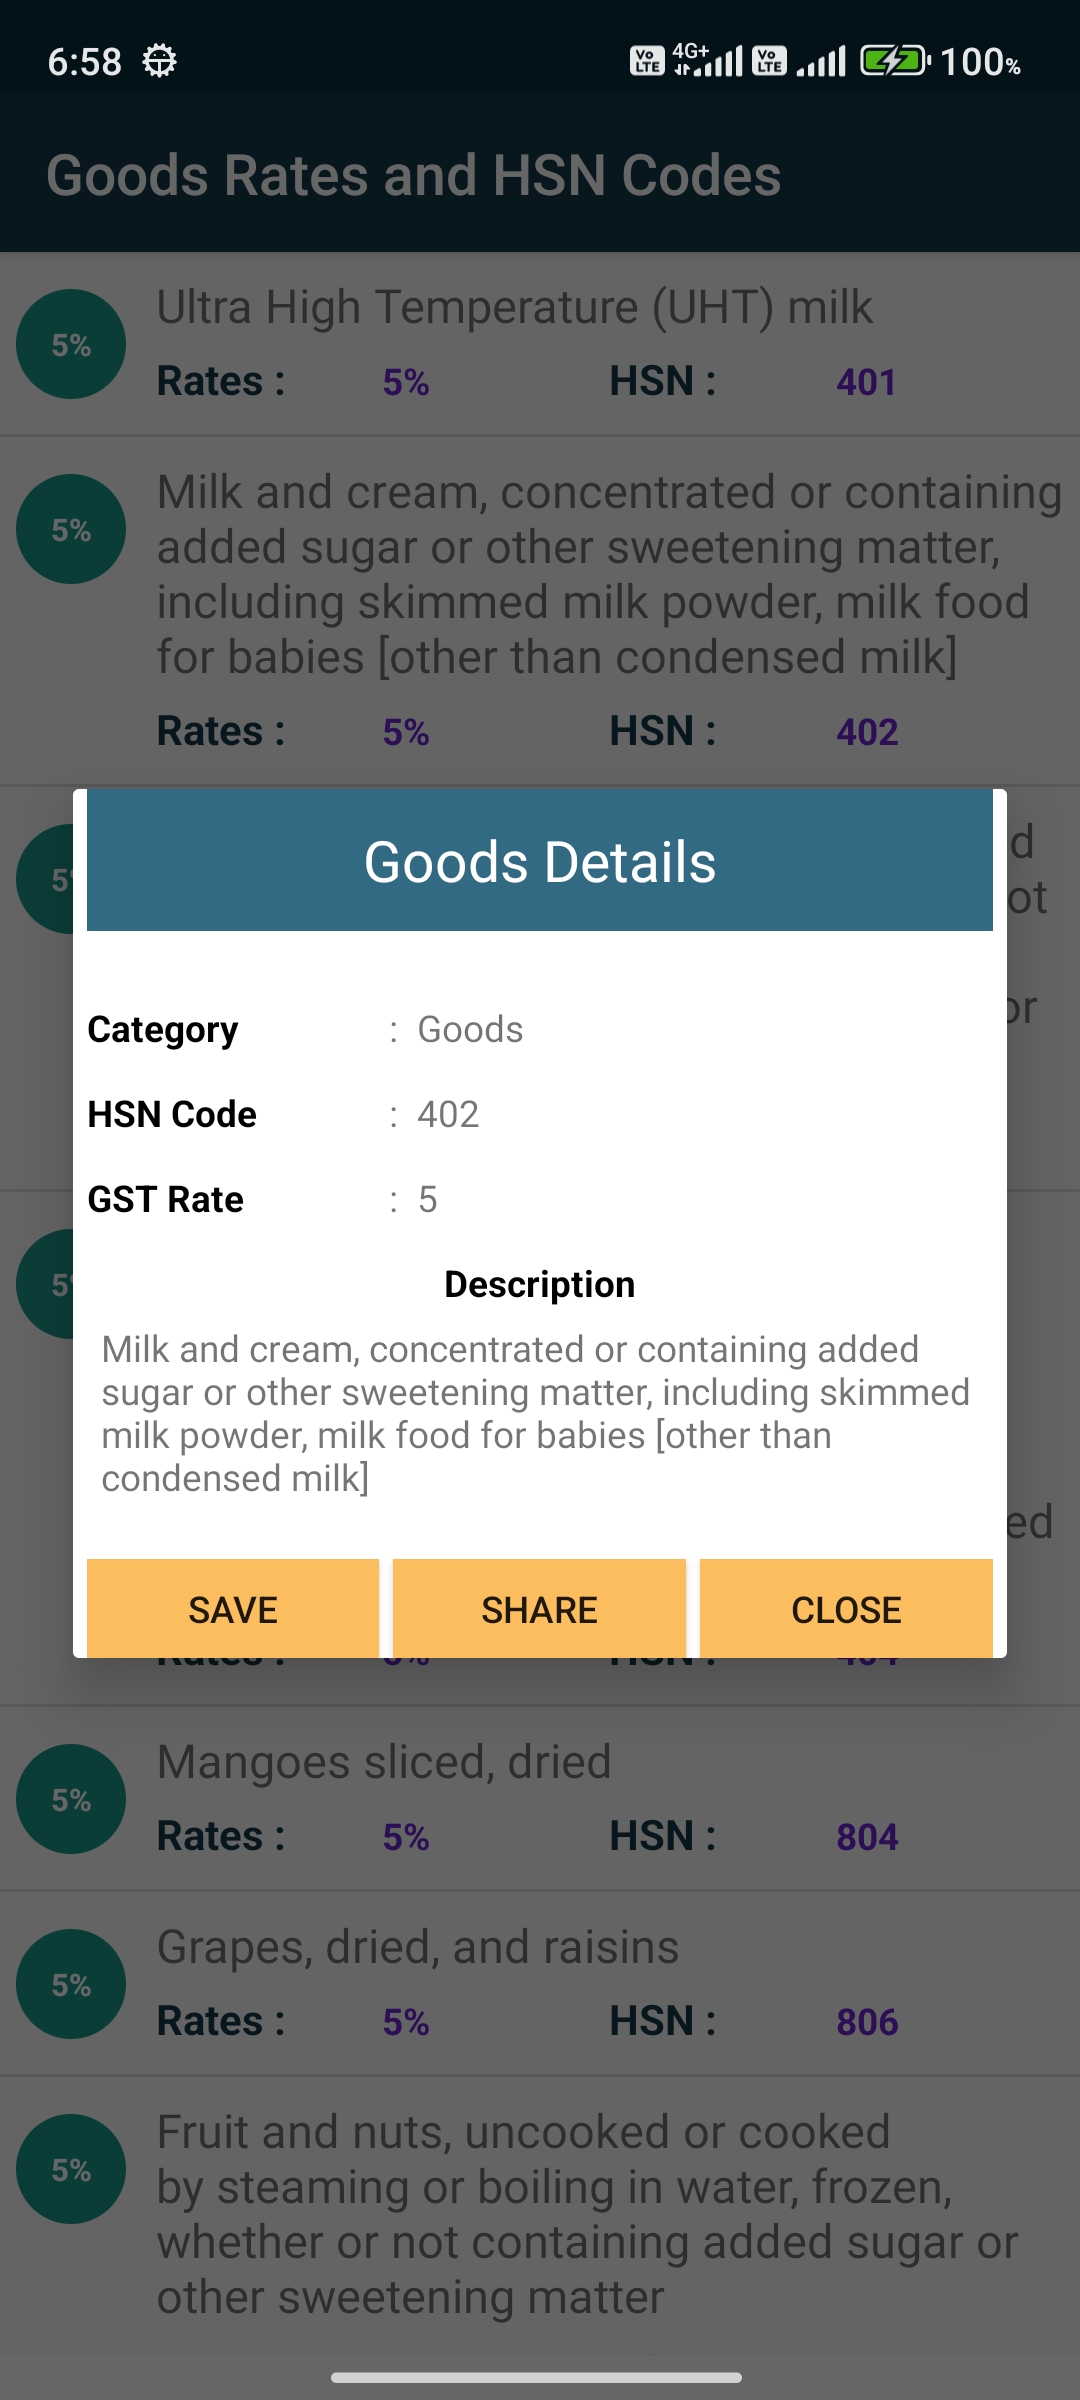 6:58
Vo LTE 4G+ Vo LTE 100%
Goods Rates and HSN Codes
5%
Ultra High Temperature (UHT) milk
Rates : 5% HSN : 401
5%
Milk and cream, concentrated or containing
added sugar or other sweetening matter,
including skimmed milk powder, milk food
for babies [other than condensed milk]
Rates : 5% HSN : 402
Goods Details
Category : Goods
HSN Code : 402
GST Rate : 5
Description
Milk and cream, concentrated or containing added
sugar or other sweetening matter, including skimmed
milk powder, milk food for babies [other than
condensed milk]
SAVE SHARE CLOSE
5%
Mangoes sliced, dried
Rates : 5% HSN : 804
5%
Grapes, dried, and raisins
Rates : 5% HSN : 806
5%
Fruit and nuts, uncooked or cooked
by steaming or boiling in water, frozen,
whether or not containing added sugar or
other sweetening matter